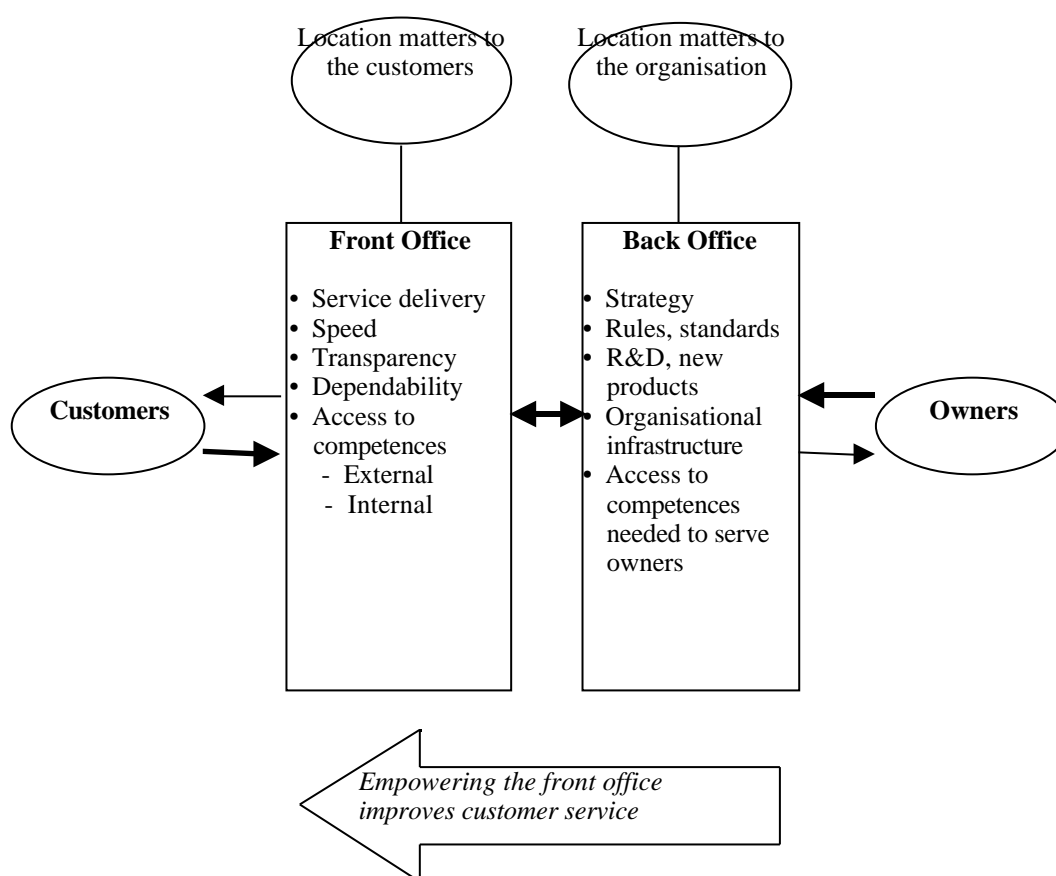 Location matters to
the customers
Location matters to
the organisation
Front Office
• Service delivery
• Speed
• Transparency
• Dependability
• Access to
competences
- External
- Internal
Back Office
• Strategy
• Rules, standards
• R&D, new
products
• Organisational
infrastructure
• Access to
competences
needed to serve
owners
Customers
Owners
Empowering the front office
improves customer service